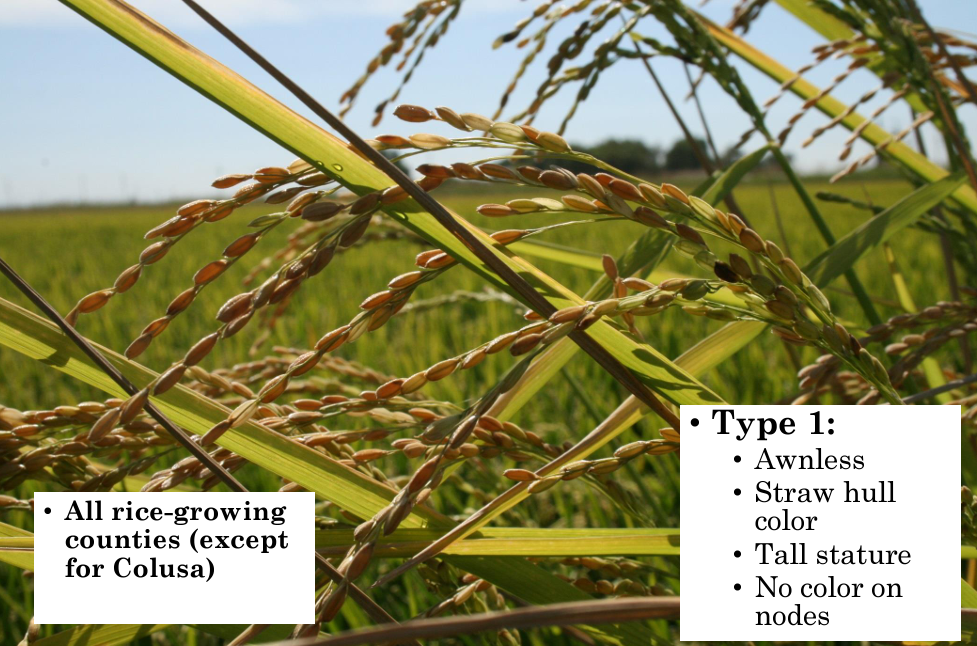 • All rice-growing
counties (except
for Colusa)
• Type 1:
• Awnless
• Straw hull
color
• Tall stature
• No color on
nodes